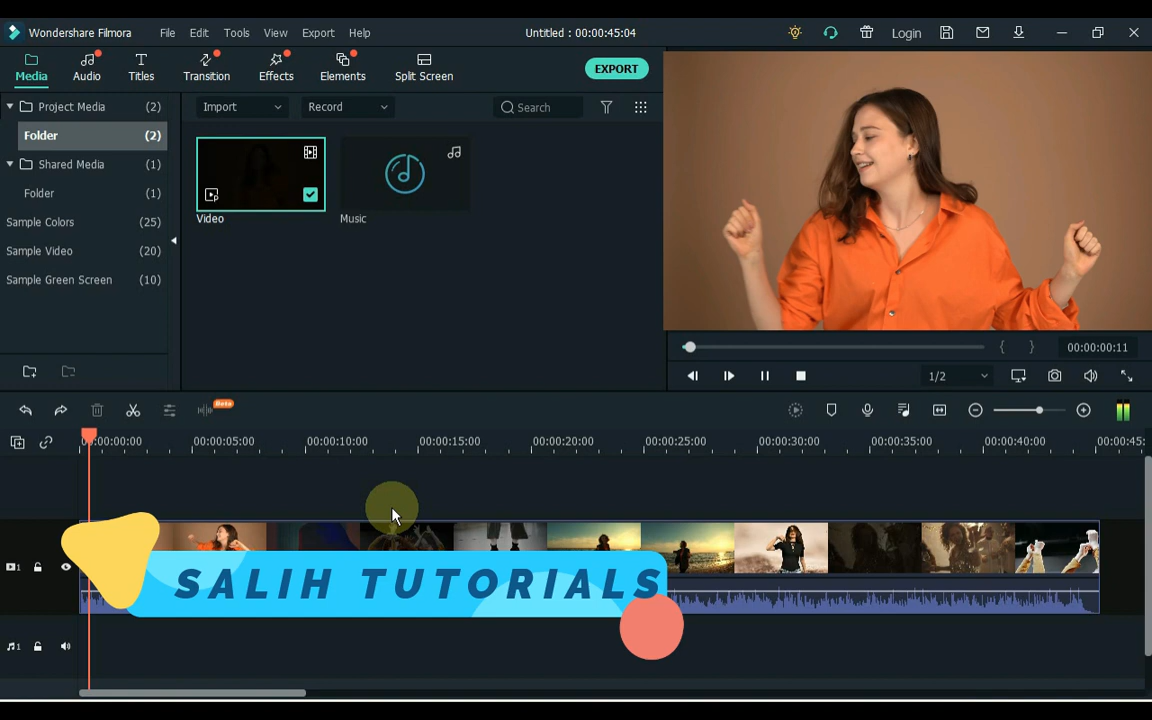 Wondershare Filmora File Edit Tools View Export Help Untitled : 00:00:45:04 Login
Media Audio Titles Transition Effects Elements Split Screen EXPORT
Project Media (2) Import Record Search
Folder (2)
Shared Media (1)
Folder (1)
Sample Colors (25) Video Music
Sample Video (20)
Sample Green Screen (10)
{ } 00:00:00:11
1/2
Beta
00:00:00:00 00:00:05:00 00:00:10:00 00:00:15:00 00:00:20:00 00:00:25:00 00:00:30:00 00:00:35:00 00:00:40:00 00:00:45:
1
SALIH TUTORIALS
1